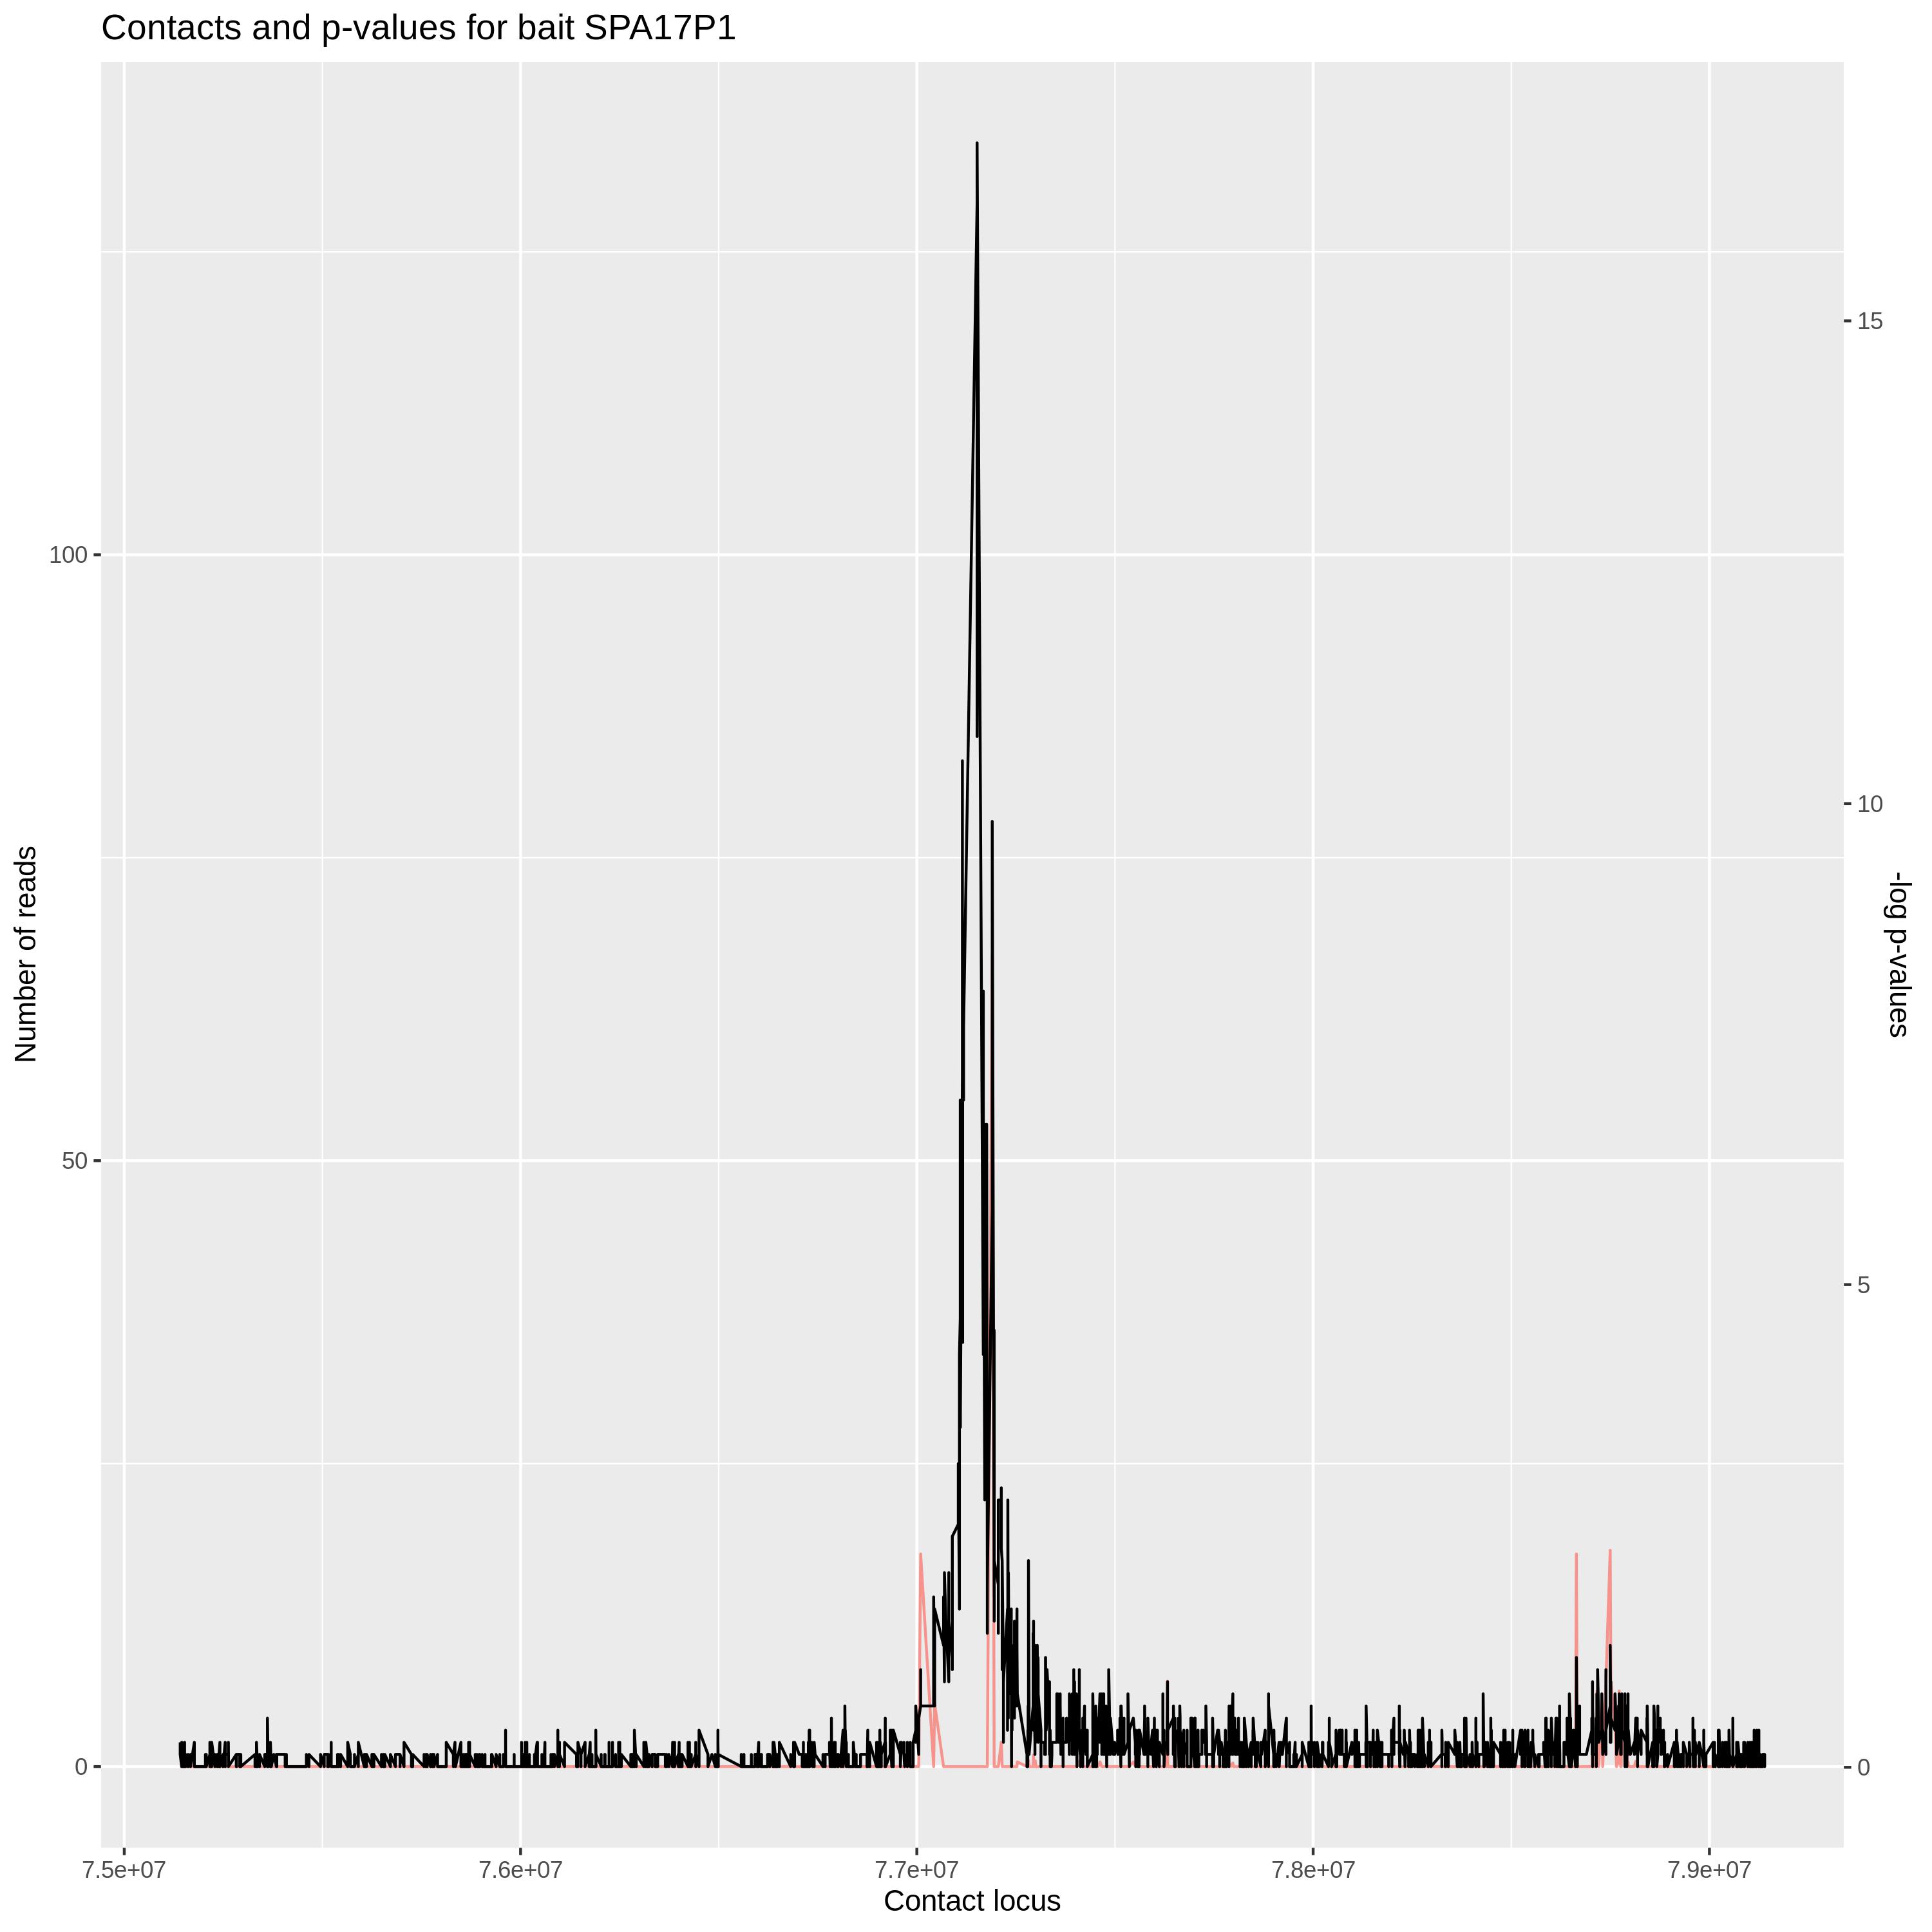 Contacts and p-values for bait SPA17P1
Number of reads
100
50
0
15
10
5
0
-log p-values
7.5e+07
7.6e+07
7.7e+07
7.8e+07
7.9e+07
Contact locus